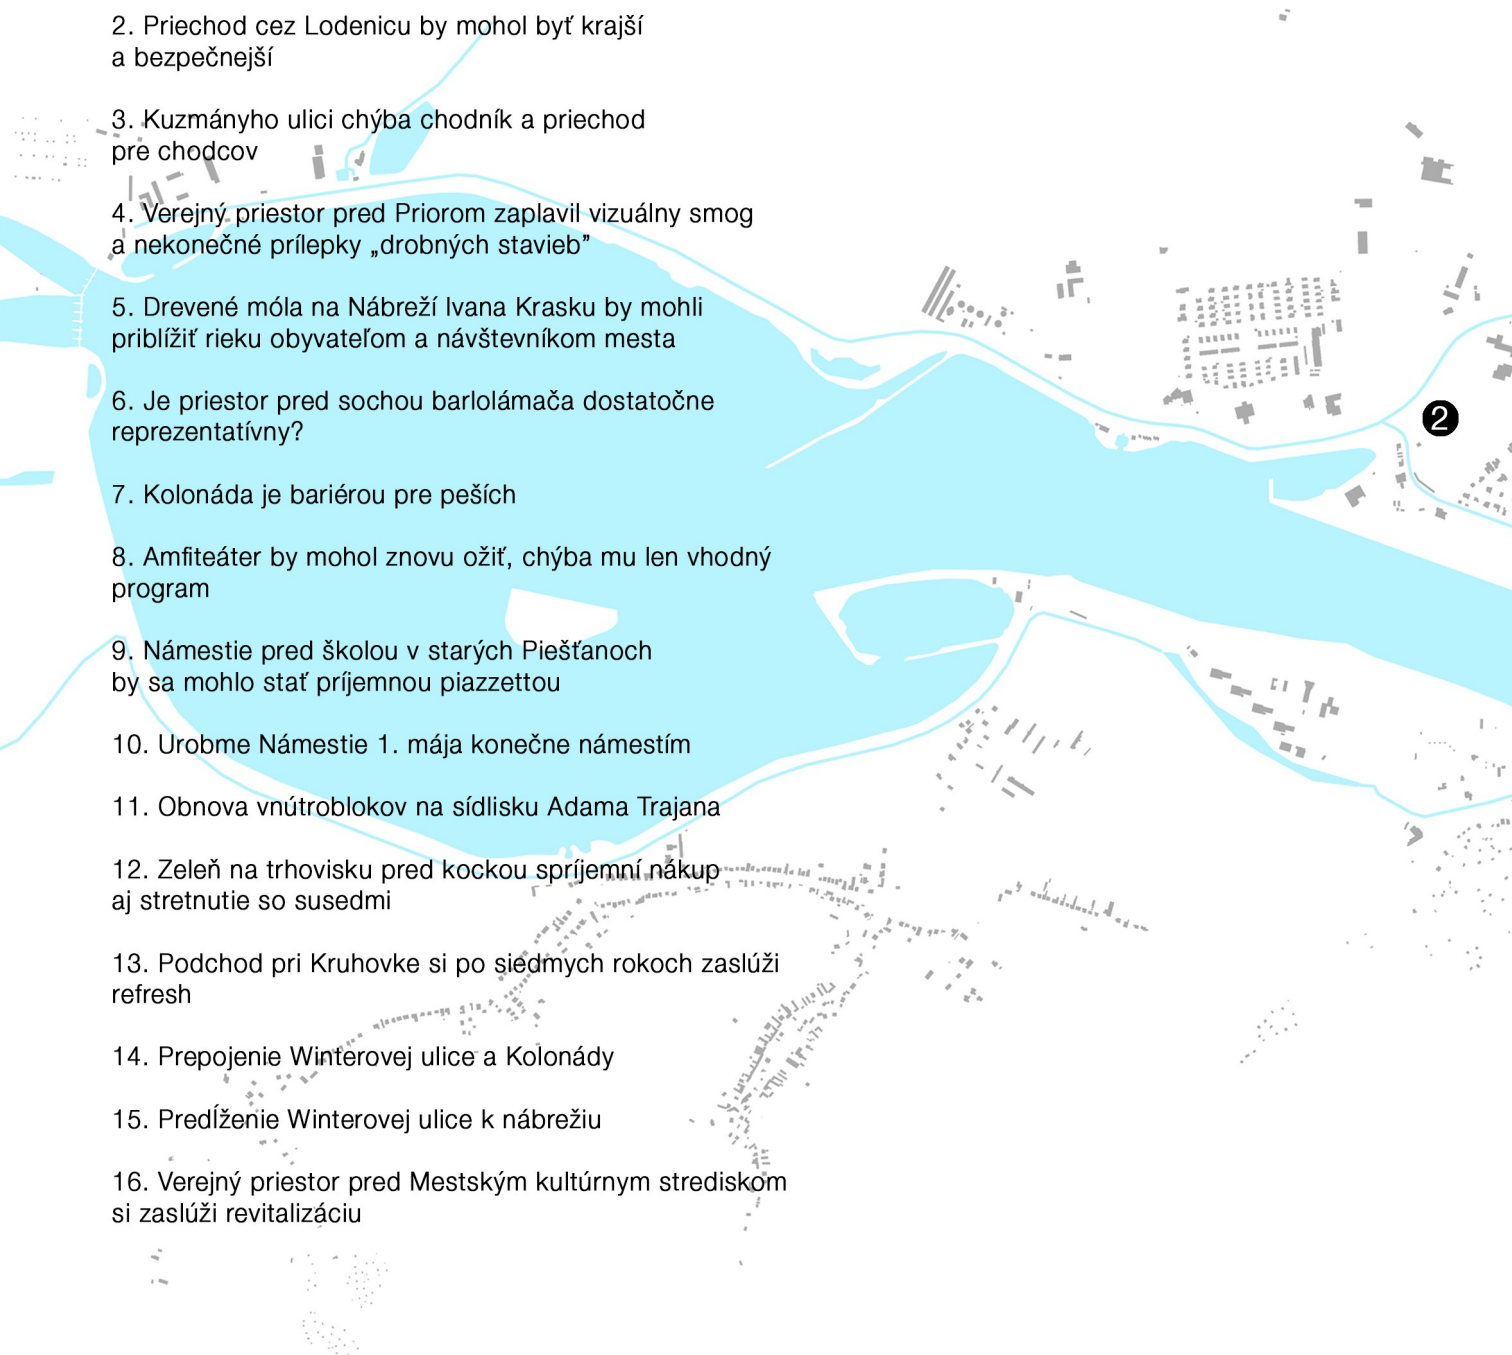 2. Priechod cez Lodenicu by mohol byť krajší
a bezpečnejší
3. Kuzmányho ulici chýba chodník a priechod
pre chodcov
4. Verejný priestor pred Priorom zaplavil vizuálny smog
a nekonečné prílepky „drobných stavieb”
5. Drevené móla na Nábreží Ivana Krasku by mohli
priblížiť rieku obyvateľom a návštevníkom mesta
6. Je priestor pred sochou barlolámača dostatočne
reprezentatívny?
7. Kolonáda je bariérou pre peších
8. Amfiteáter by mohol znovu ožiť, chýba mu len vhodný
program
9. Námestie pred školou v starých Piešťanoch
by sa mohlo stať príjemnou piazzettou
10. Urobme Námestie 1. mája konečne námestím
11. Obnova vnútroblokov na sídlisku Adama Trajana
12. Zeleň na trhovisku pred kockou spríjemní nákup
aj stretnutie so susedmi
13. Podchod pri Kruhovke si po siedmych rokoch zaslúži
refresh
14. Prepojenie Winterovej ulice a Kolonády
15. Predĺženie Winterovej ulice k nábrežiu
16. Verejný priestor pred Mestským kultúrnym strediskom
si zaslúži revitalizáciu
2